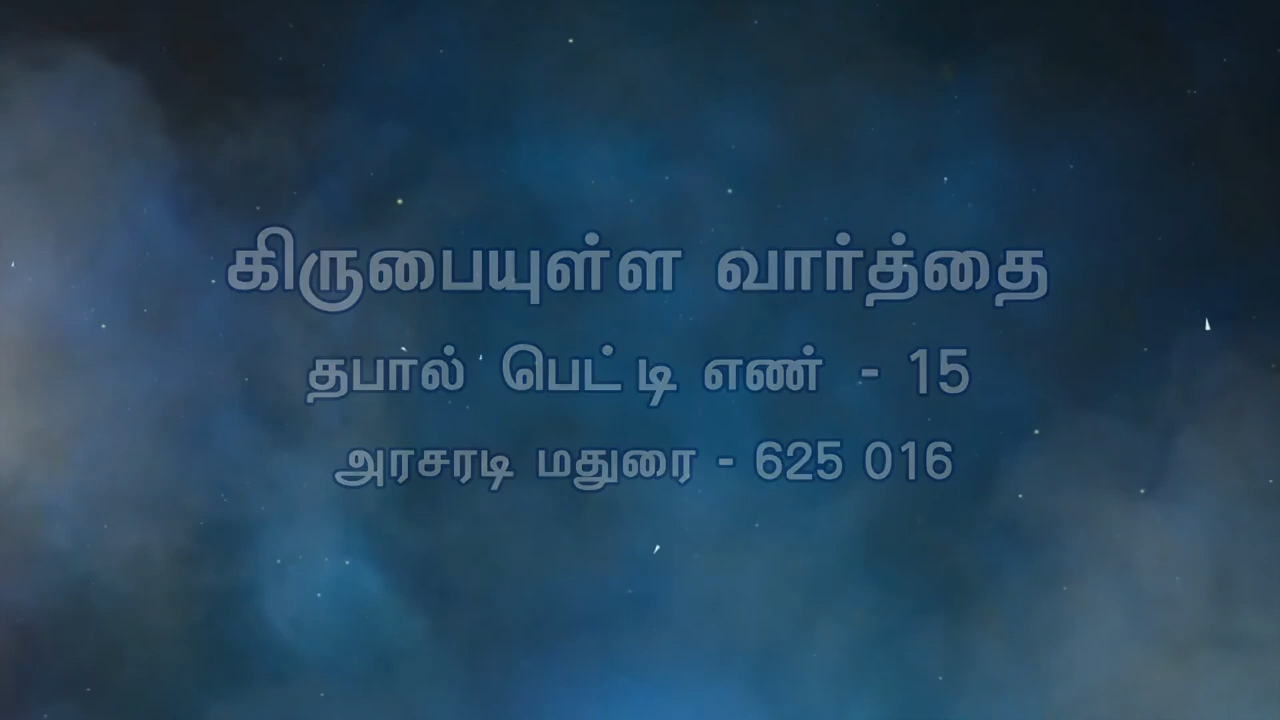 கிருபையுள்ள வார்த்தை
தபால் பெட்டி எண் - 15
அரசரடி மதுரை - 625 016